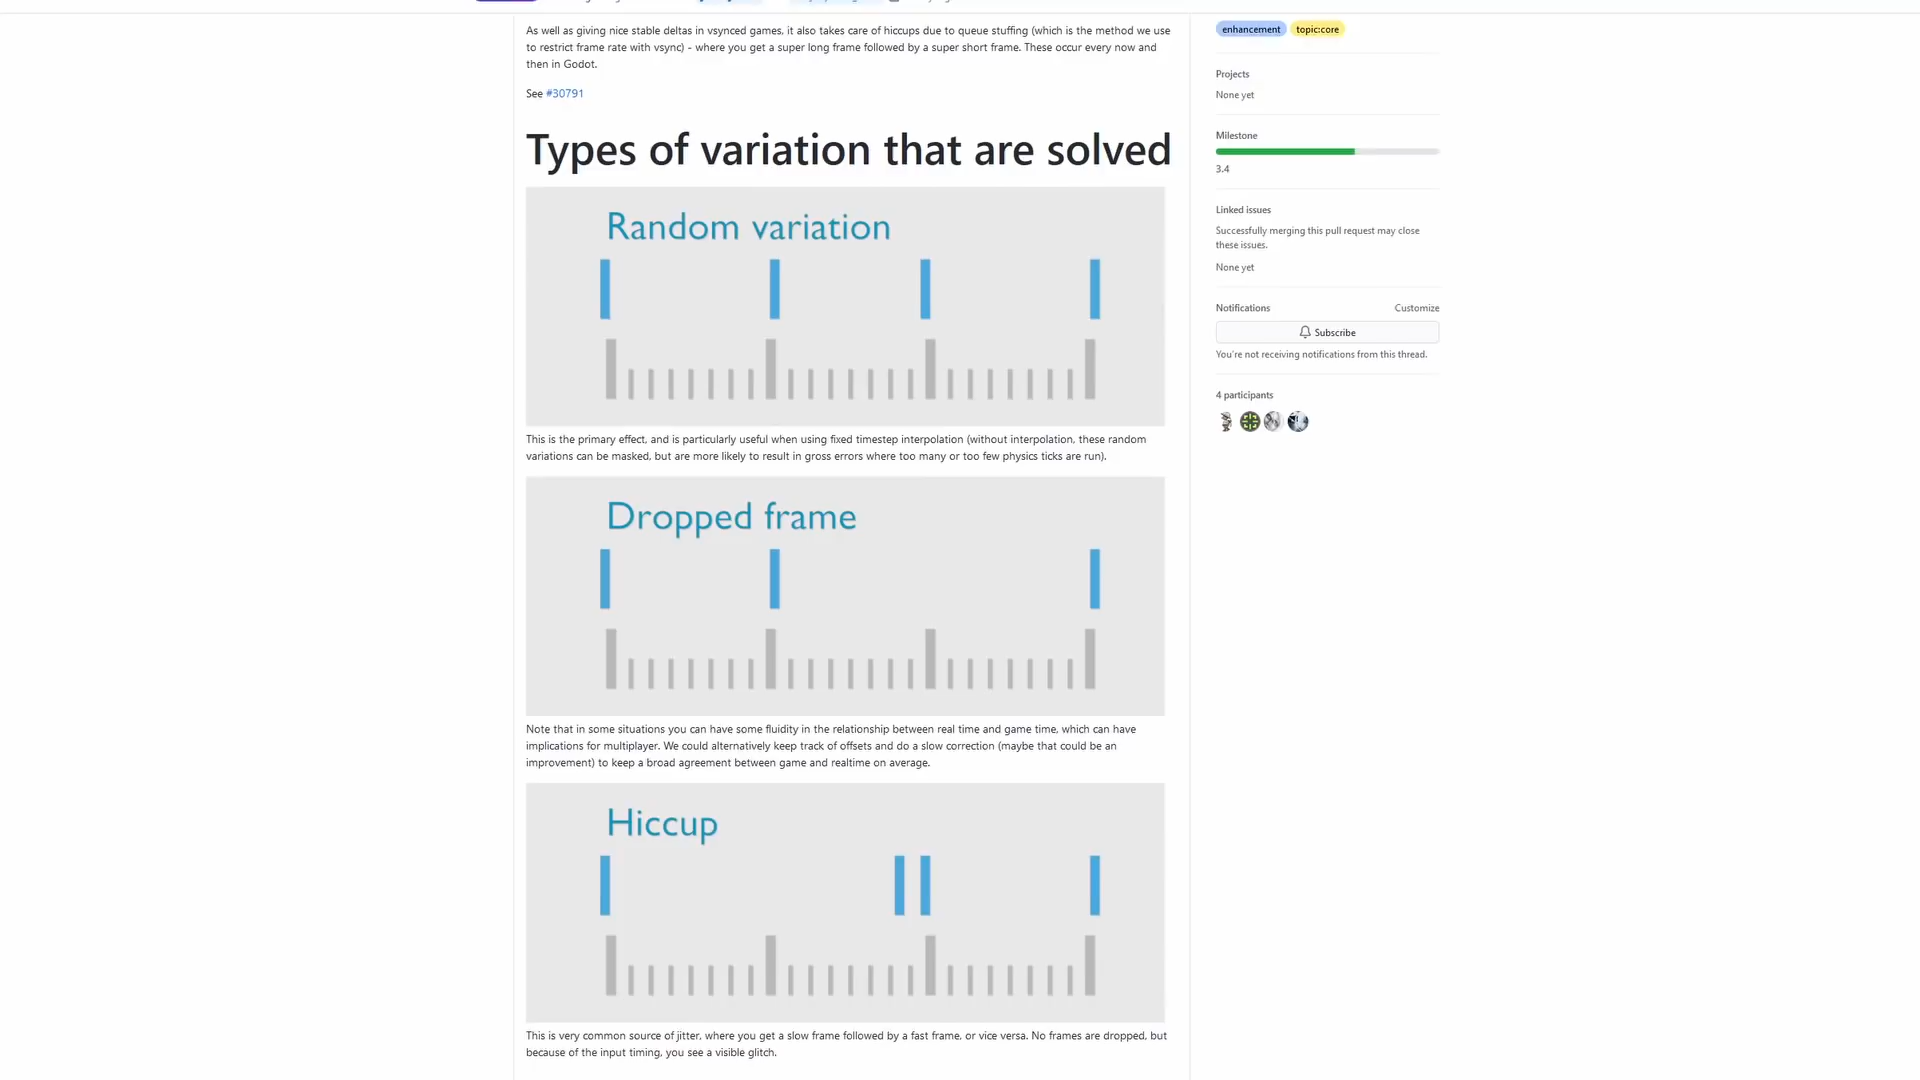 As well as giving nice stable deltas in vsynced games, it also takes care of hiccups due to queue stuffing (which is the method we use
to restrict frame rate with vsync) - where you get a super long frame followed by a super short frame. These occur every now and
then in Godot.
See #30791
Types of variation that are solved
Random variation
This is the primary effect, and is particularly useful when using fixed timestep interpolation (without interpolation, these random
variations can be masked, but are more likely to result in gross errors where too many or too few physics ticks are run).
Dropped frame
Note that in some situations you can have some fluidity in the relationship between real time and game time, which can have
implications for multiplayer. We could alternatively keep track of offsets and do a slow correction (maybe that could be an
improvement) to keep a broad agreement between game and realtime on average.
Hiccup
This is very common source of jitter, where you get a slow frame followed by a fast frame, or vice versa. No frames are dropped, but
because of the input timing, you see a visible glitch.
enhancement topic:core
Projects
None yet
Milestone
3.4
Linked issues
Successfully merging this pull request may close
these issues.
None yet
Notifications Customize
Subscribe
You're not receiving notifications from this thread.
4 participants